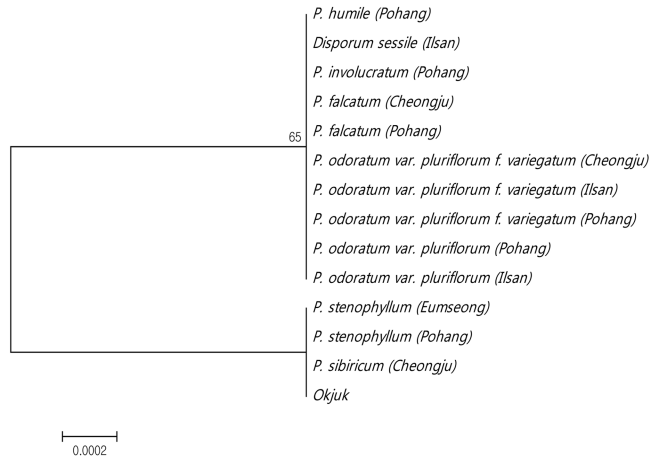 P. humile (Pohang)
Disporum sessile (Ilsan)
P. involucratum (Pohang)
P. falcatum (Cheongju)
P. falcatum (Pohang)
65
P. odoratum var. pluriflorum f. variegatum (Cheongju)
P. odoratum var. pluriflorum f. variegatum (Ilsan)
P. odoratum var. pluriflorum f. variegatum (Pohang)
P. odoratum var. pluriflorum (Pohang)
P. odoratum var. pluriflorum (Ilsan)
P. stenophyllum (Eumseong)
P. stenophyllum (Pohang)
P. sibiricum (Cheongju)
Okjuk
0.0002